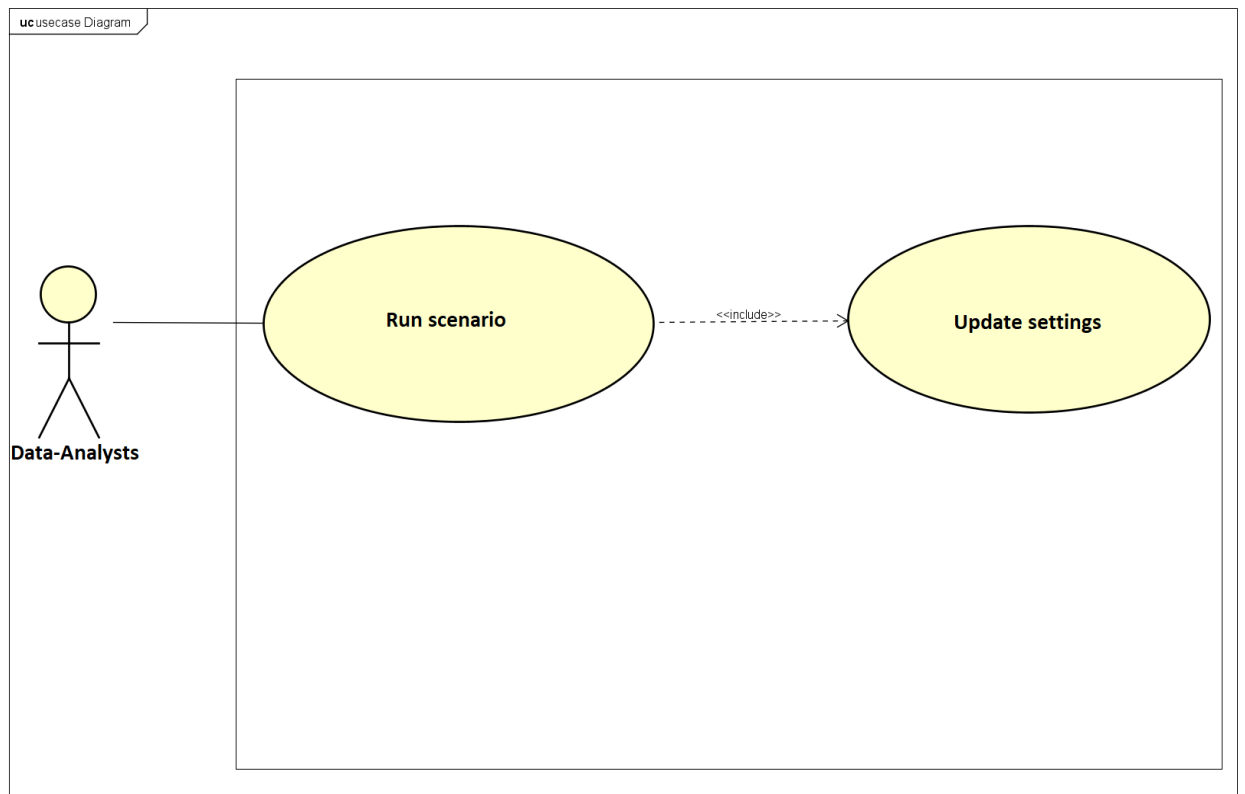 uc usecase Diagram
Run scenario
<<include>>
Update settings
Data-Analysts